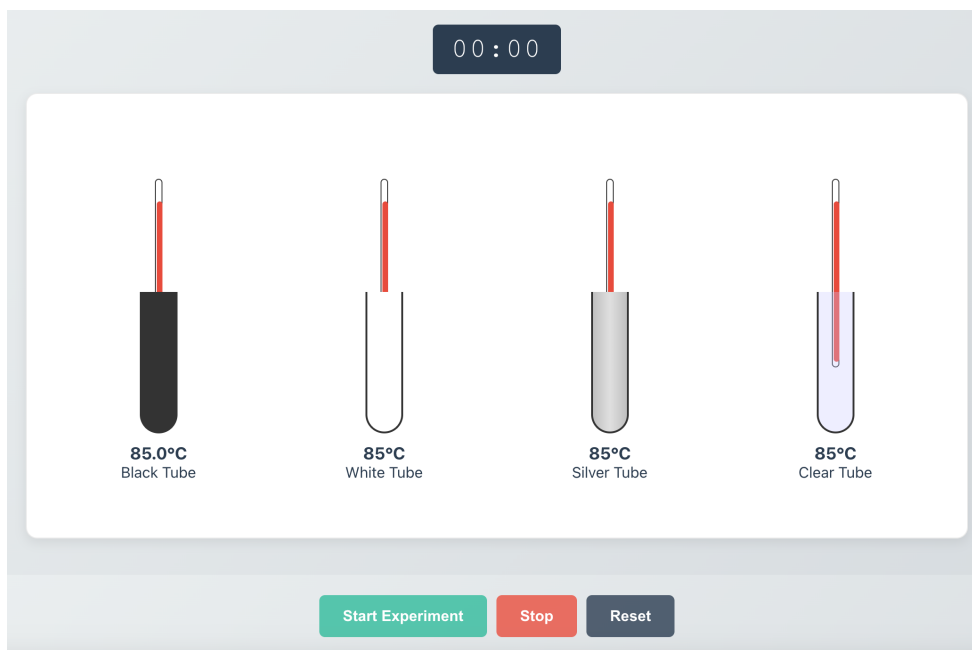 00:00
85.0°C 85°C 85°C 85°C
Black Tube White Tube Silver Tube Clear Tube
Start Experiment Stop Reset